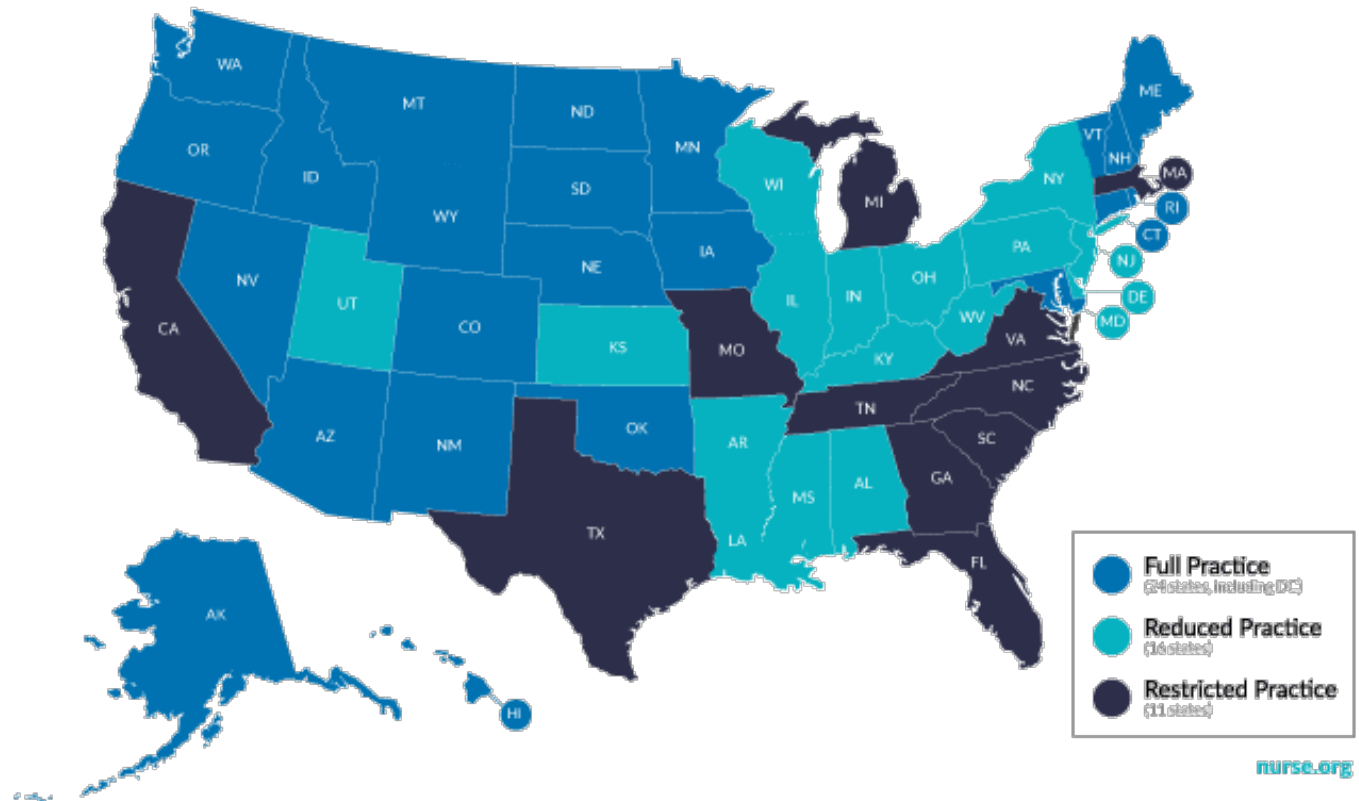 WA
MT
ND
MN
ME
OR
ID
SD
WI
VT
NH
MA
WY
MI
NY
RI
CT
NV
UT
NE
IA
PA
NJ
CO
IL
IN
OH
DE
CA
KS
MO
WV
MD
KY
VA
AZ
NM
OK
AR
TN
NC
SC
TX
MS
AL
GA
LA
FL
AK
HI
Full Practice
(24 states, including DC)
Reduced Practice
(16 states)
Restricted Practice
(11 states)
nurse.org